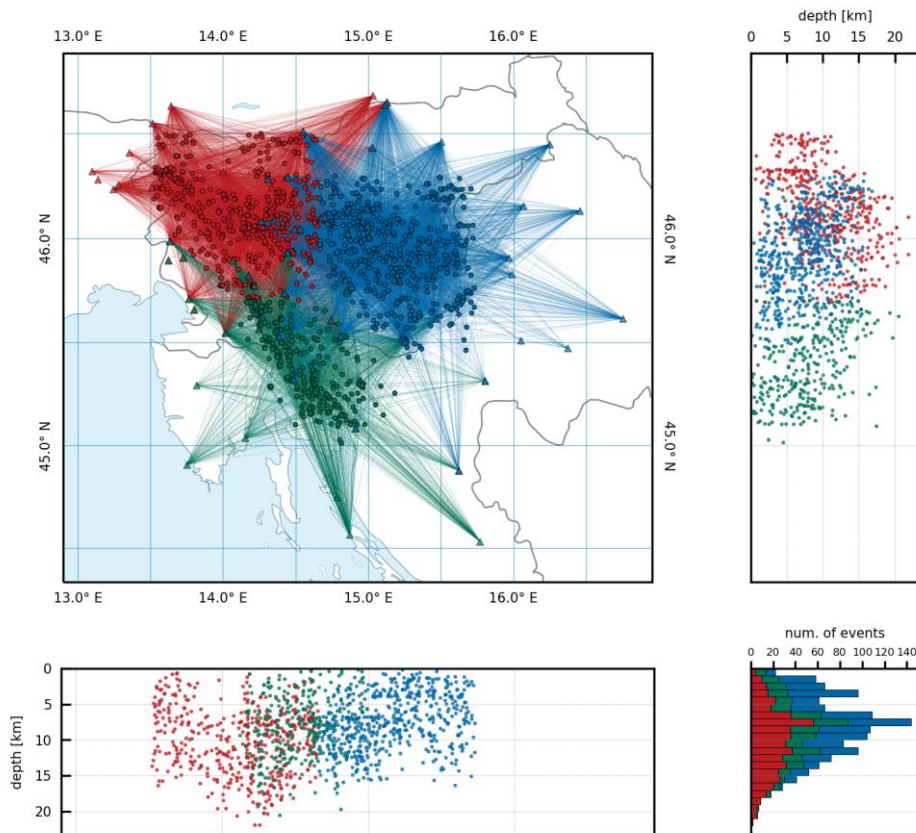 depth [km]
0 5 10 15 20
13.0° E 14.0° E 15.0° E 16.0° E
46.0° N 46.0° N
45.0° N 45.0° N
13.0° E 14.0° E 15.0° E 16.0° E
num. of events
0 20 40 60 80 100 120 140
depth [km]
0
5
10
15
20